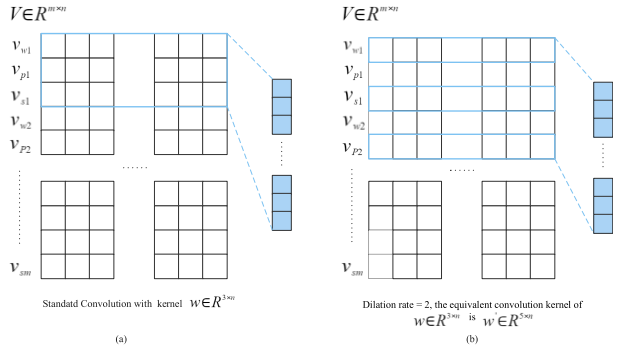 V∈R^{m×n}
v_{w1}
v_{p1}
v_{s1}
v_{w2}
v_{P2}
......
v_{sm}
Standatd Convolution with kernel w∈R^{3×n}
(a)
V∈R^{m×n}
v_{w1}
v_{p1}
v_{s1}
v_{w2}
v_{P2}
......
v_{sm}
Dilation rate = 2, the equivalent convolution kernel of
w∈R^{3×n} is w'∈R^{5×n}
(b)